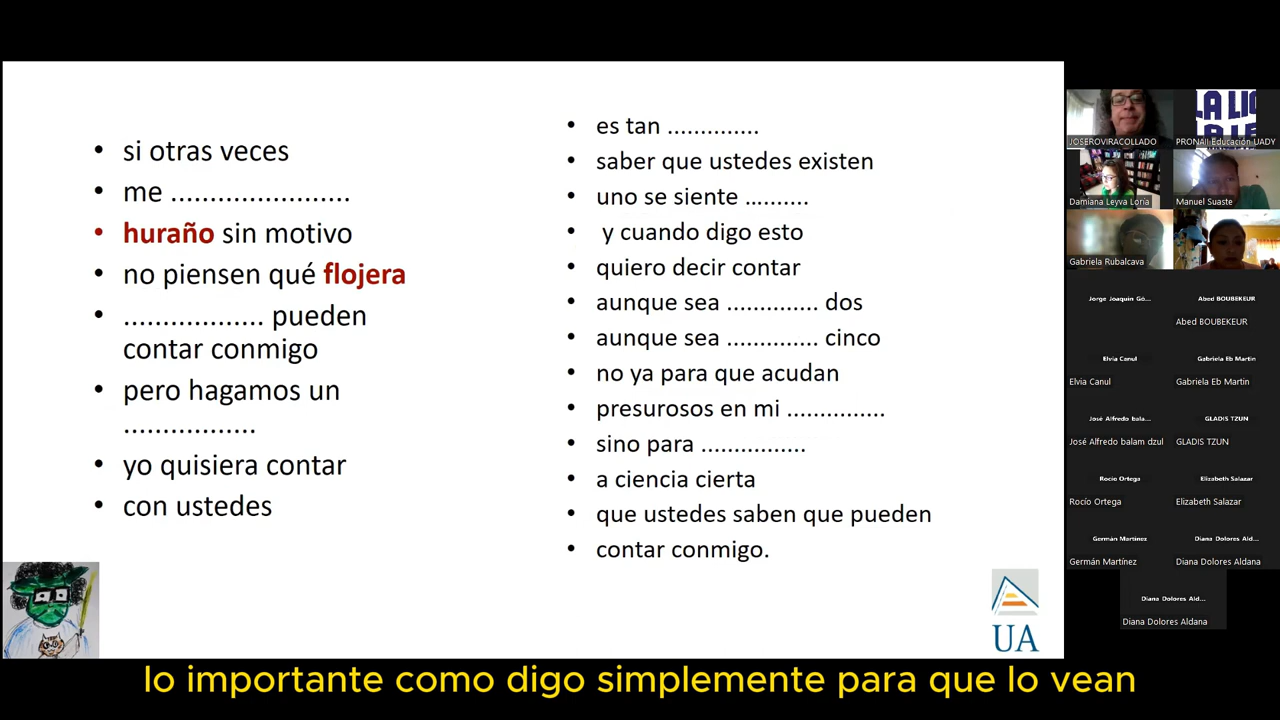 si otras veces
me .......................
huraño sin motivo
no piensen qué flojera
.................. pueden
contar conmigo
pero hagamos un
.................
yo quisiera contar
con ustedes
es tan ..............
saber que ustedes existen
uno se siente ..........
y cuando digo esto
quiero decir contar
aunque sea .............. dos
aunque sea .............. cinco
no ya para que acudan
presurosos en mi ...............
sino para ................
a ciencia cierta
que ustedes saben que pueden
contar conmigo.
UA
JOSEROVIRACOLLADO
PRONAII Educación UADY
Damiana Leyva Loría
Manuel Suaste
Gabriela Rubalcava
Jorge Joaquín Gó...
Abed BOUBEKEUR
Abed BOUBEKEUR
Elvia Canul
Gabriela Eb Martin
Elvia Canul
Gabriela Eb Martin
José Alfredo bala...
GLADIS TZUN
José Alfredo balam dzul
GLADIS TZUN
Rocío Ortega
Elizabeth Salazar
Rocío Ortega
Elizabeth Salazar
Germán Martínez
Diana Dolores Ald...
Germán Martínez
Diana Dolores Aldana
Diana Dolores Ald...
Diana Dolores Aldana
lo importante como digo simplemente para que lo vean